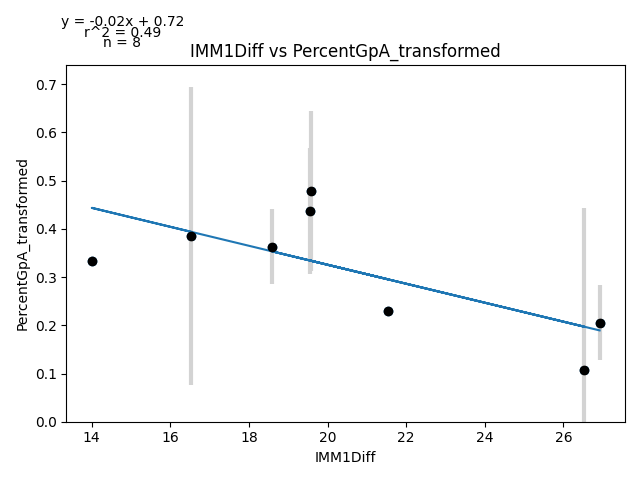 y = -0.02x + 0.72
r^2 = 0.49
n = 8
IMM1Diff vs PercentGpA_transformed
PercentGpA_transformed
0.7
0.6
0.5
0.4
0.3
0.2
0.1
0.0
14 16 18 20 22 24 26
IMM1Diff